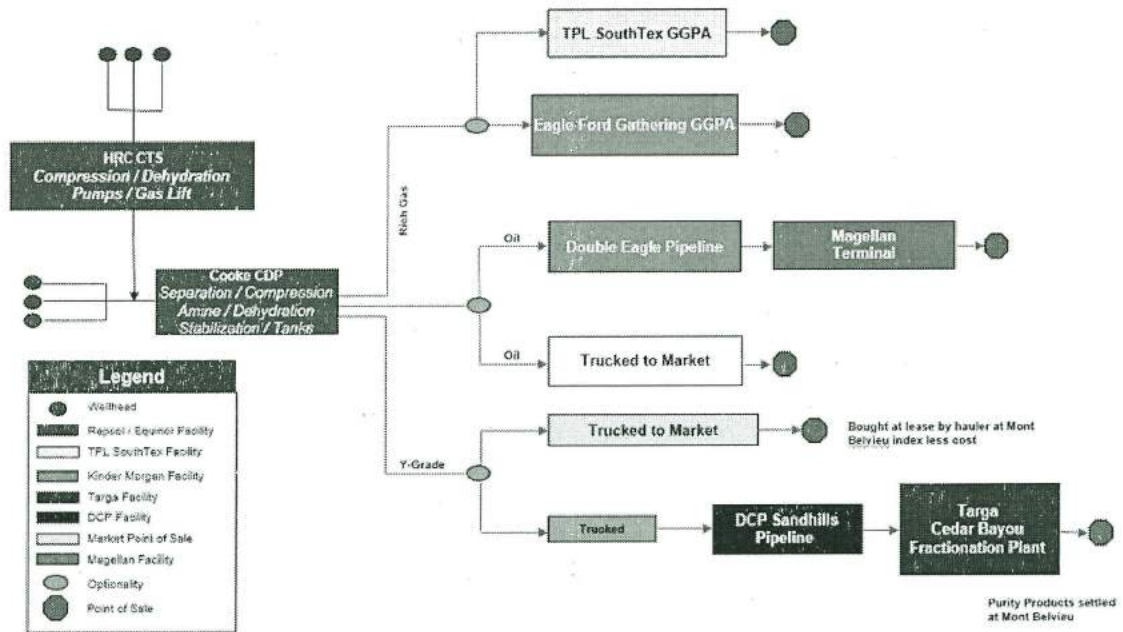 TPL SouthTex GGPA
Eagle Ford Gathering GGPA
HRC CTS
Compression / Dehydration
Pumps / Gas Lift
Rich Gas
Oil
Double Eagle Pipeline
Magellan
Terminal
Cooke CDP
Separation / Compression
Amine / Dehydration
Stabilization / Tanks
Oil
Trucked to Market
Legend
Wellhead
Repsol / Equinor Facility
TPL SouthTex Facility
Kinder Morgan Facility
Targa Facility
DCP Facility
Market Point of Sale
Magellan Facility
Optionality
Point of Sale
Y-Grade
Trucked to Market
Bought at lease by hauler at Mont
Belvieu index less cost
Trucked
DCP Sandhills
Pipeline
Targa
Cedar Bayou
Fractionation Plant
Purity Products settled
at Mont Belvieu